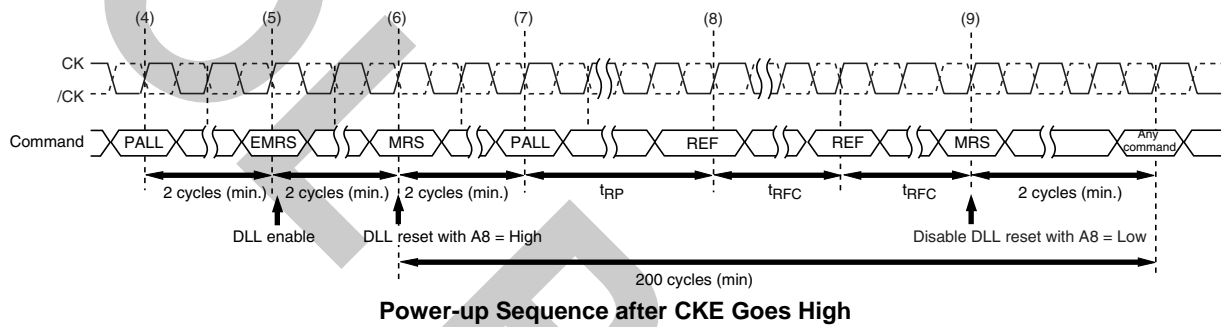 (4) (5) (6) (7) (8) (9)
CK
/CK
Command PALL EMRS MRS PALL REF REF MRS Any command
2 cycles (min.) 2 cycles (min.) 2 cycles (min.) tRP tRFC tRFC 2 cycles (min.)
DLL enable DLL reset with A8 = High Disable DLL reset with A8 = Low
200 cycles (min)
Power-up Sequence after CKE Goes High